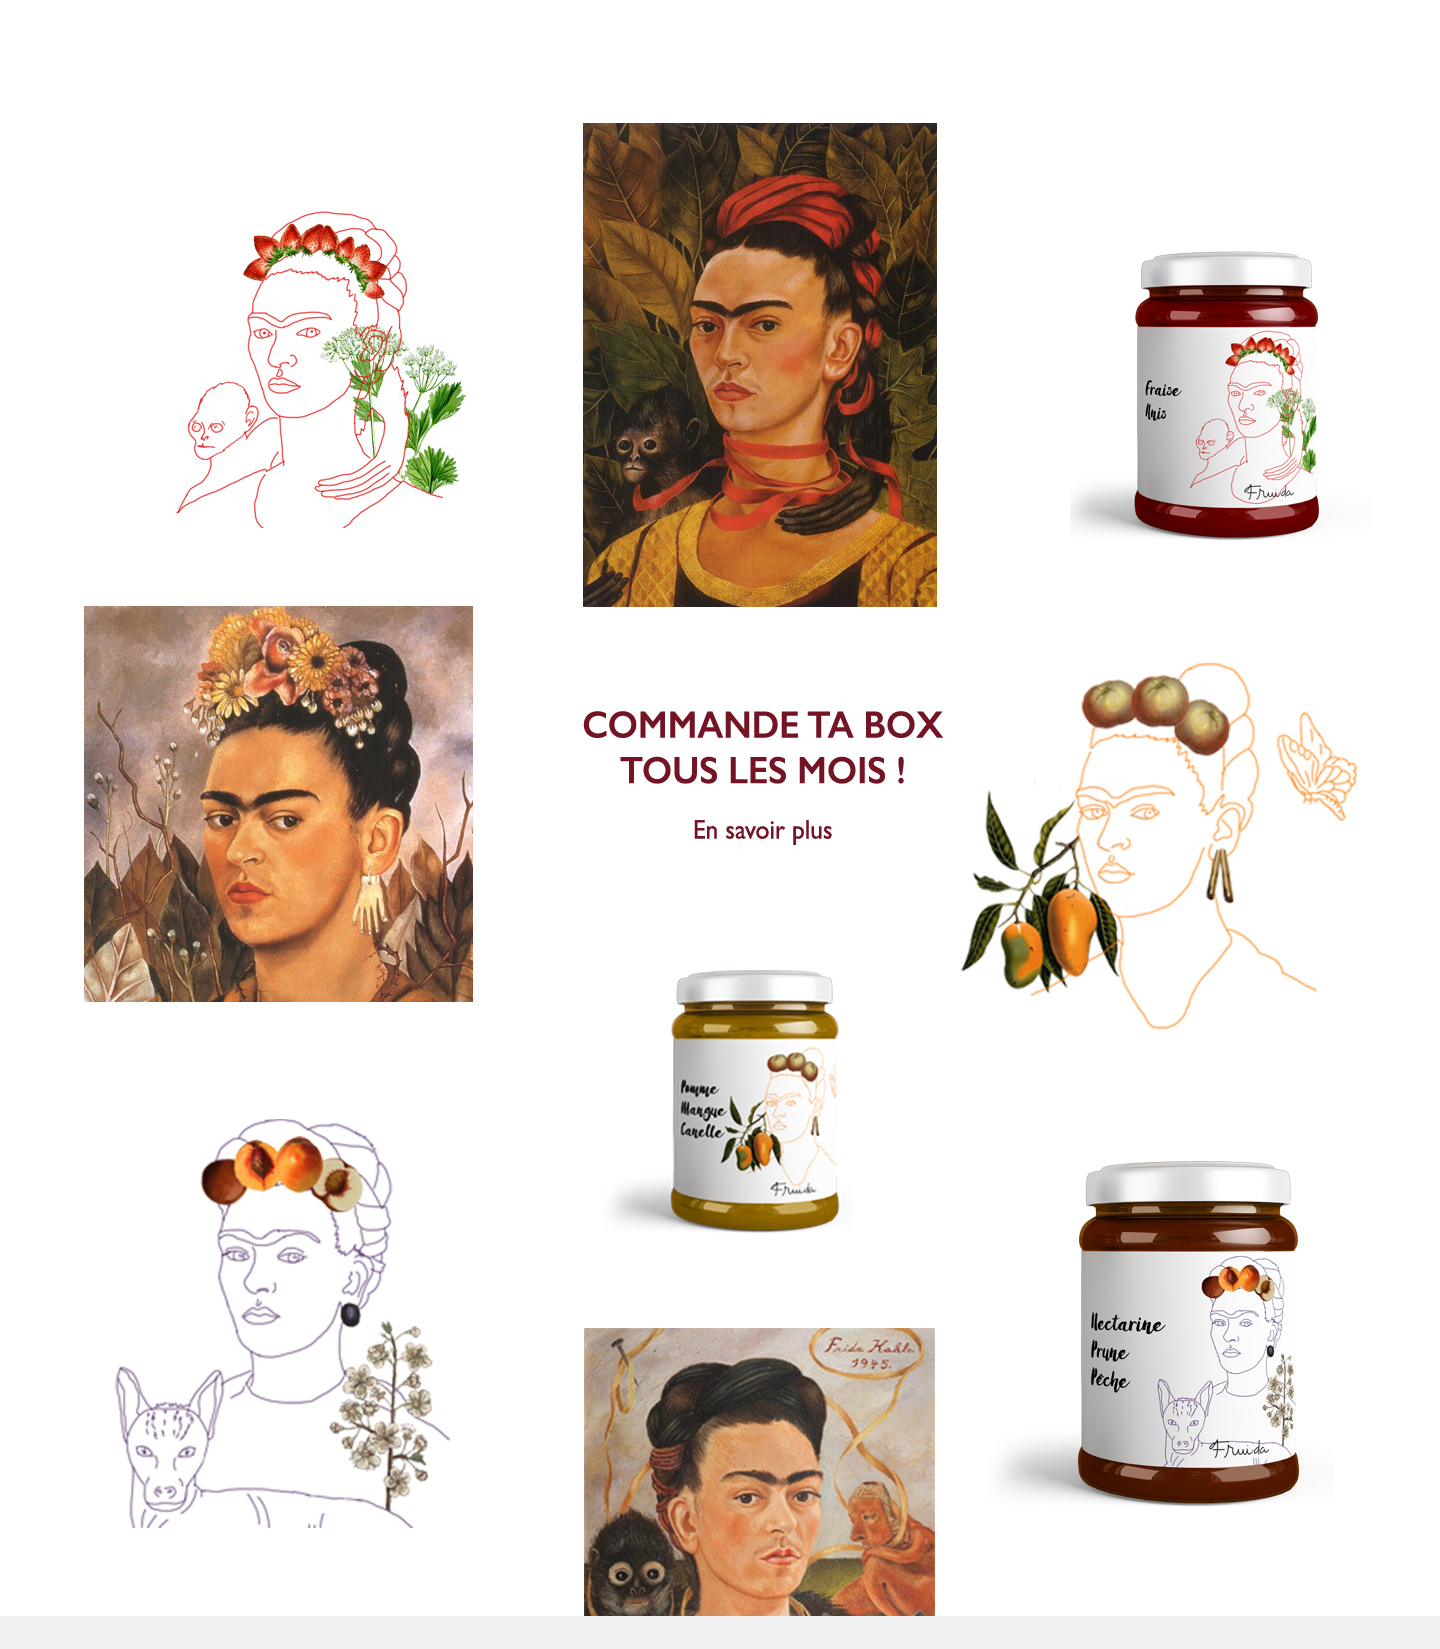 Fraise
Anis
Fruida
COMMANDE TA BOX
TOUS LES MOIS !
En savoir plus
Pomme
Mangue
Canelle
Fruida
Nectarine
Prune
Pêche
Fruida
Frida Kahlo.
1945.